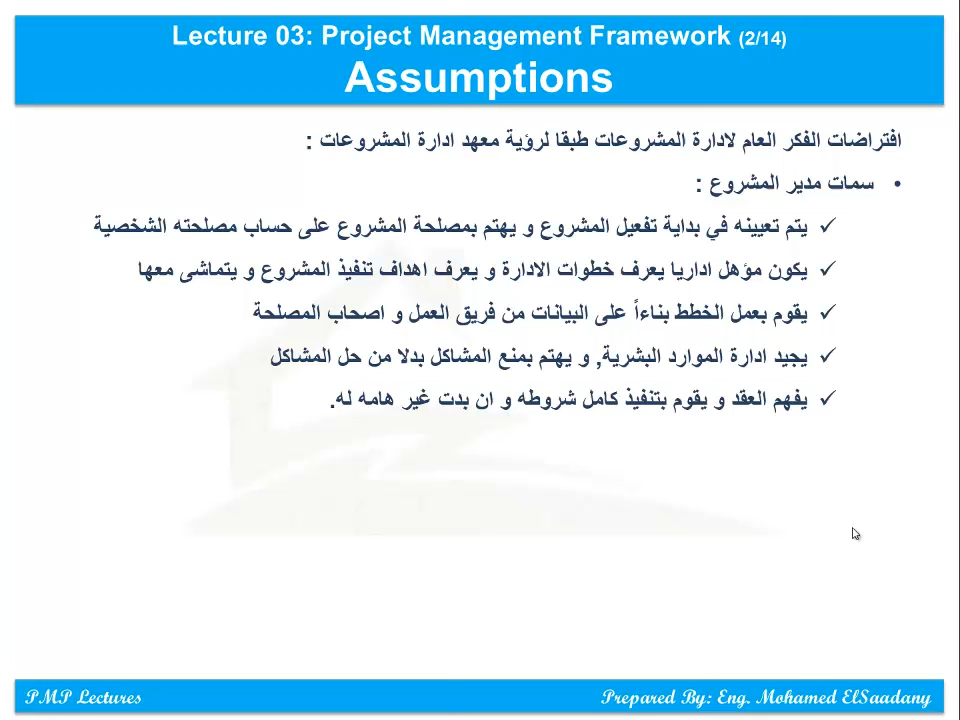 Lecture 03: Project Management Framework (2/14)
Assumptions
افتراضات الفكر العام لادارة المشروعات طبقا لرؤية معهد ادارة المشروعات :
• سمات مدير المشروع :
✓ يتم تعيينه في بداية تفعيل المشروع و يهتم بمصلحة المشروع على حساب مصلحته الشخصية
✓ يكون مؤهل اداريا يعرف خطوات الادارة و يعرف اهداف تنفيذ المشروع و يتماشى معها
✓ يقوم بعمل الخطط بناءاً على البيانات من فريق العمل و اصحاب المصلحة
✓ يجيد ادارة الموارد البشرية, و يهتم بمنع المشاكل بدلا من حل المشاكل
✓ يفهم العقد و يقوم بتنفيذ كامل شروطه و ان بدت غير هامه له.
PMP Lectures
Prepared By: Eng. Mohamed ElSaadany